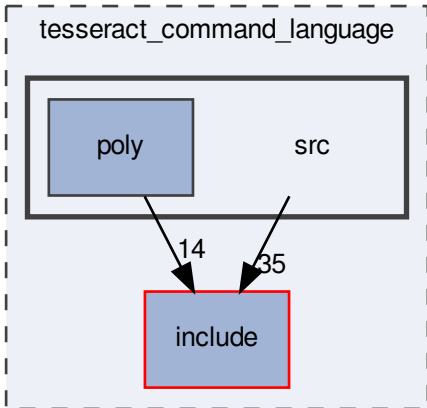 tesseract_command_language
poly
src
14
35
include